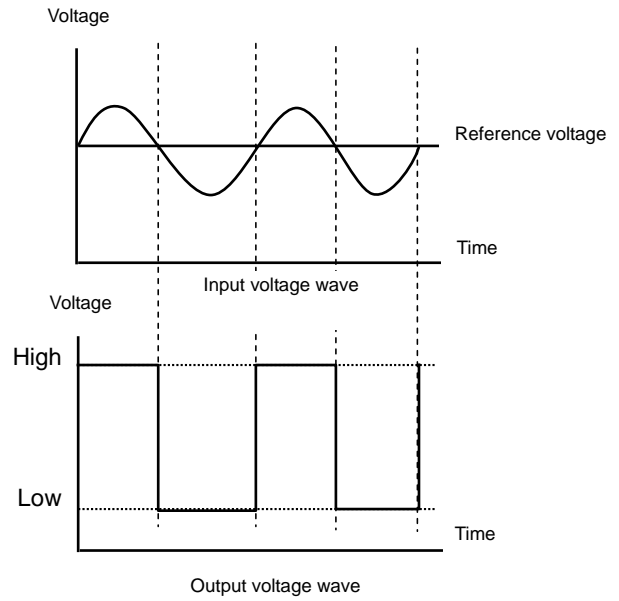 Voltage
Reference voltage
Time
Input voltage wave
Voltage
High
Low
Time
Output voltage wave